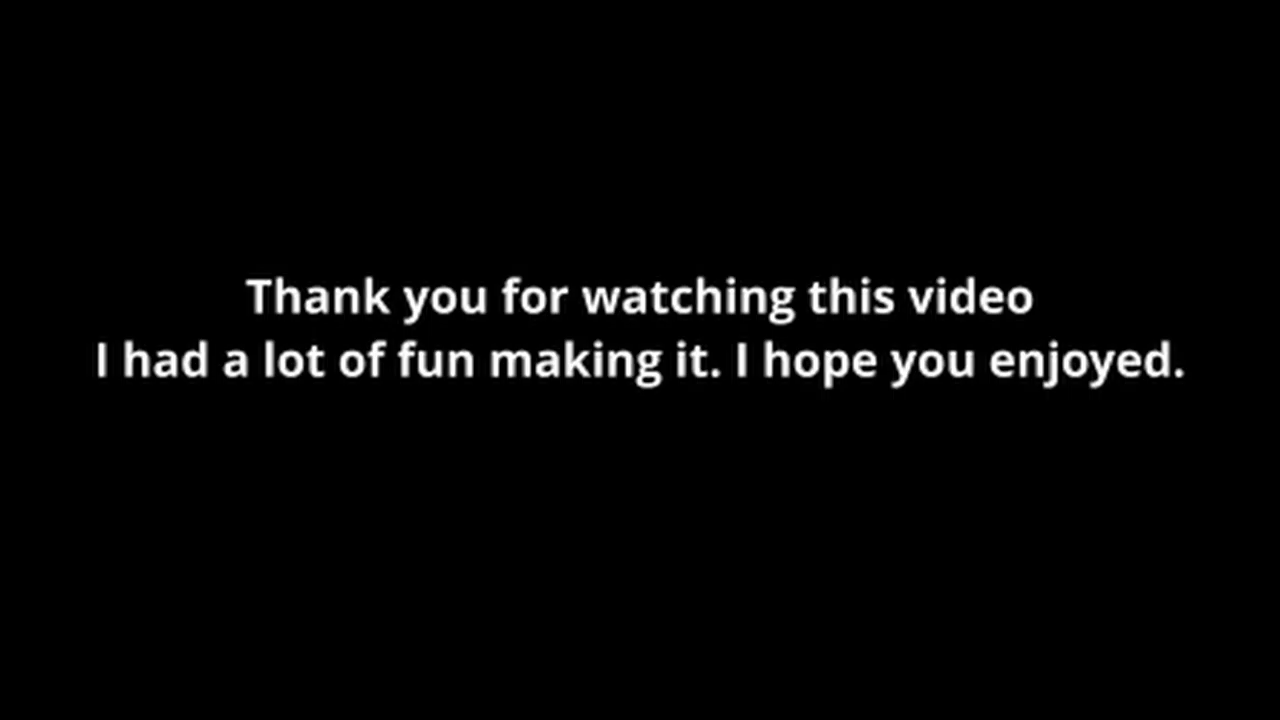 Thank you for watching this video
I had a lot of fun making it. I hope you enjoyed.